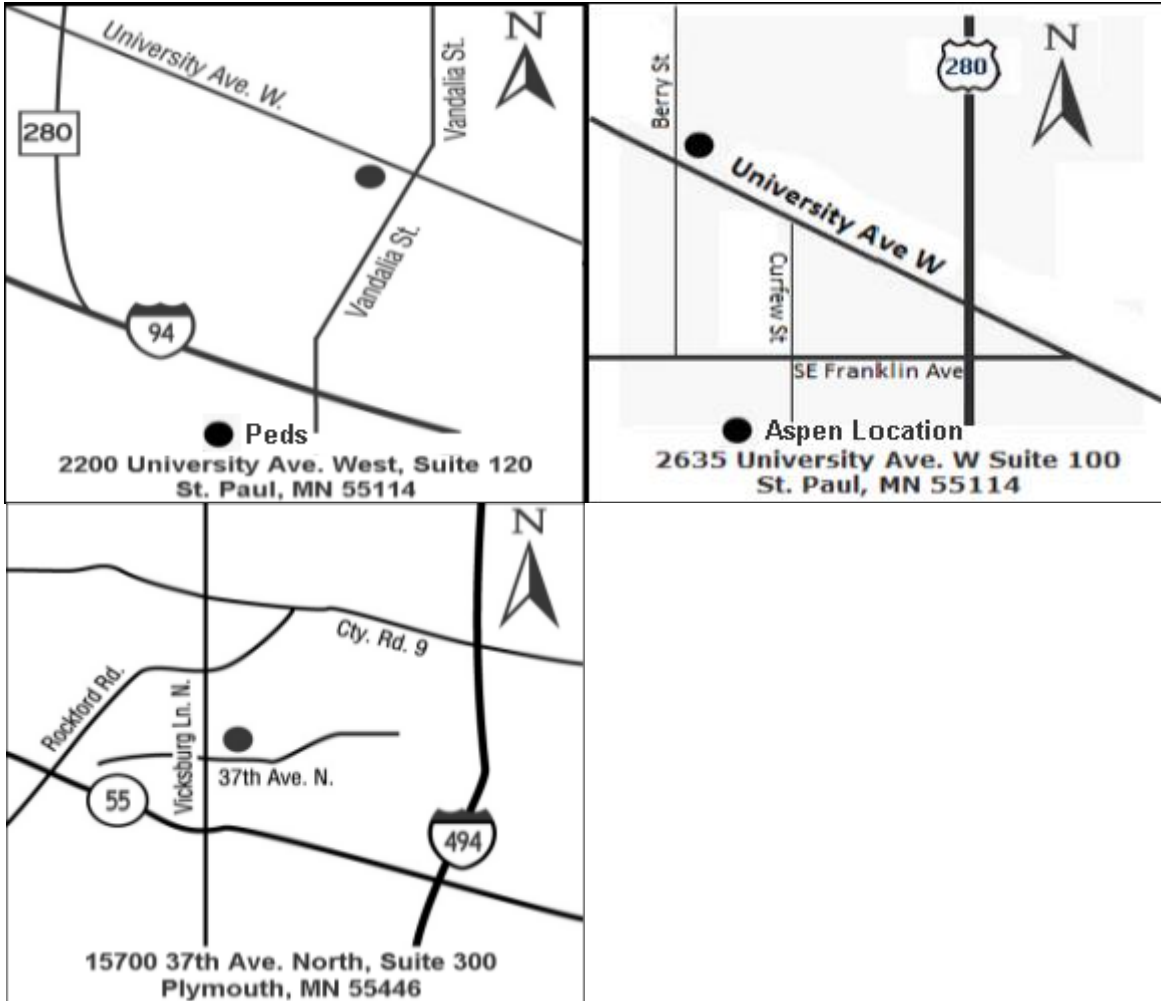 University Ave. W.
Vandalia St.
N
280
Vandalia St.
94
Peds
2200 University Ave. West, Suite 120
St. Paul, MN 55114
Berry St
280
N
University Ave W
Curfew St
SE Franklin Ave
Aspen Location
2635 University Ave. W Suite 100
St. Paul, MN 55114
N
Cty. Rd. 9
Rockford Rd.
Vicksburg Ln. N.
37th Ave. N.
55
494
15700 37th Ave. North, Suite 300
Plymouth, MN 55446